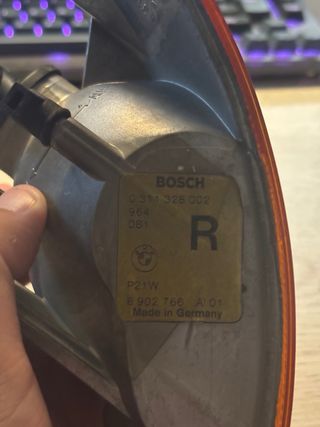 BOSCH
0 311 328 002
964
081
R
P21W
8 902 766 A 01
Made in Germany